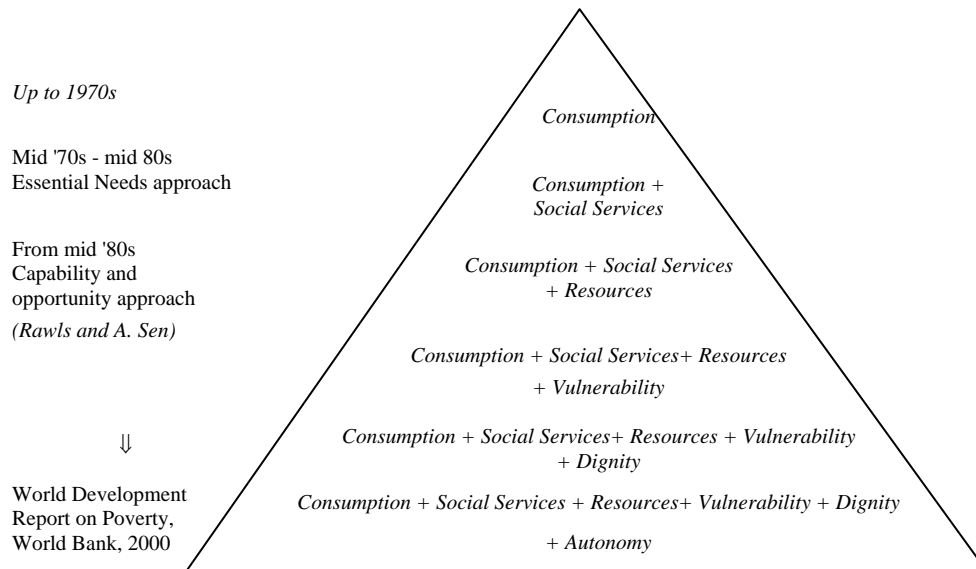 Up to 1970s
Consumption
Mid '70s - mid 80s
Essential Needs approach
Consumption +
Social Services
From mid '80s
Capability and
opportunity approach
(Rawls and A. Sen)
Consumption + Social Services
+ Resources
Consumption + Social Services+ Resources
+ Vulnerability
⇓
Consumption + Social Services+ Resources + Vulnerability
+ Dignity
World Development
Report on Poverty,
World Bank, 2000
Consumption + Social Services + Resources+ Vulnerability + Dignity
+ Autonomy